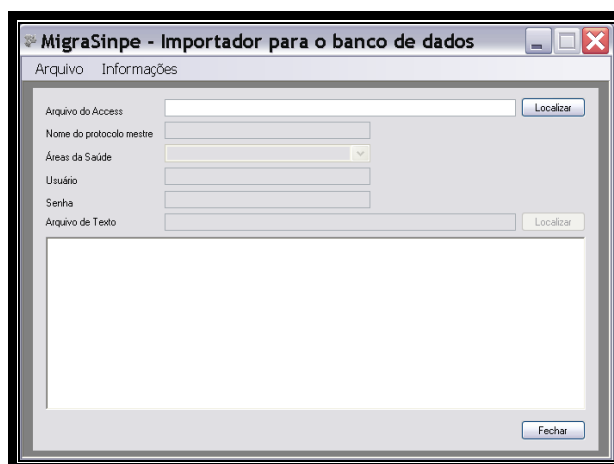 MigraSinpe - Importador para o banco de dados
Arquivo Informações
Arquivo do Access Localizar
Nome do protocolo mestre
Áreas da Saúde
Usuário
Senha
Arquivo de Texto Localizar
Fechar